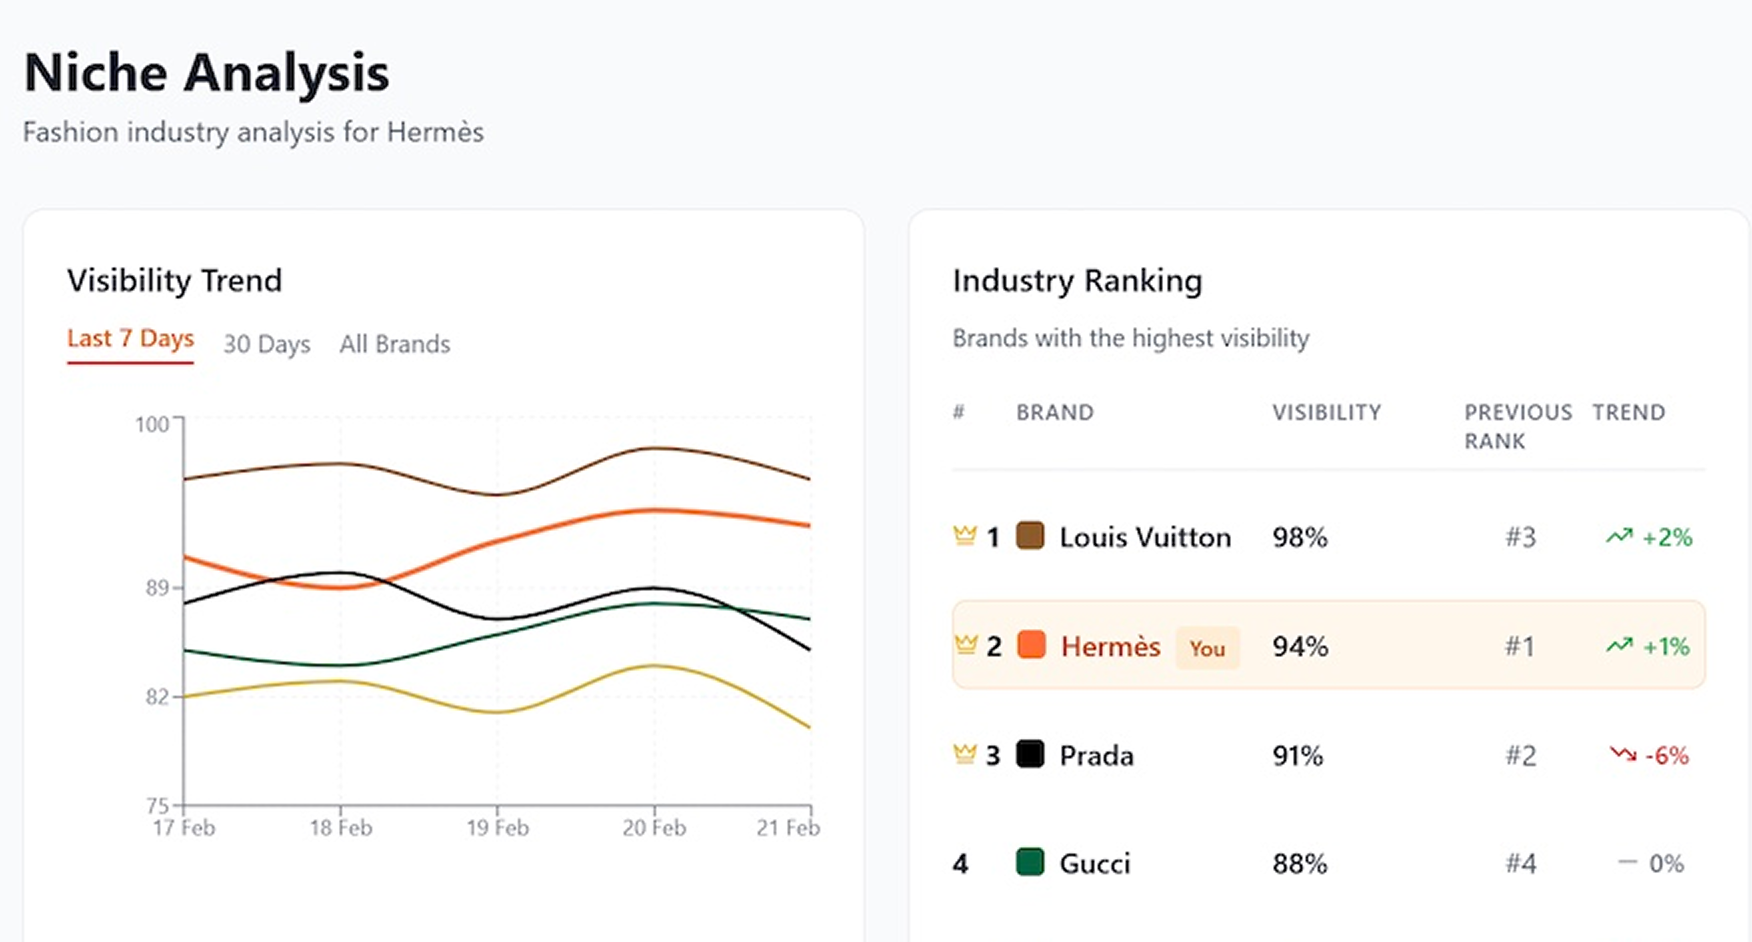 Niche Analysis
Fashion industry analysis for Hermès
Visibility Trend
Last 7 Days 30 Days All Brands
100
89
82
75
17 Feb 18 Feb 19 Feb 20 Feb 21 Feb
Industry Ranking
Brands with the highest visibility
# BRAND VISIBILITY PREVIOUS RANK TREND
1 Louis Vuitton 98% #3 +2%
2 Hermès You 94% #1 +1%
3 Prada 91% #2 -6%
4 Gucci 88% #4 0%